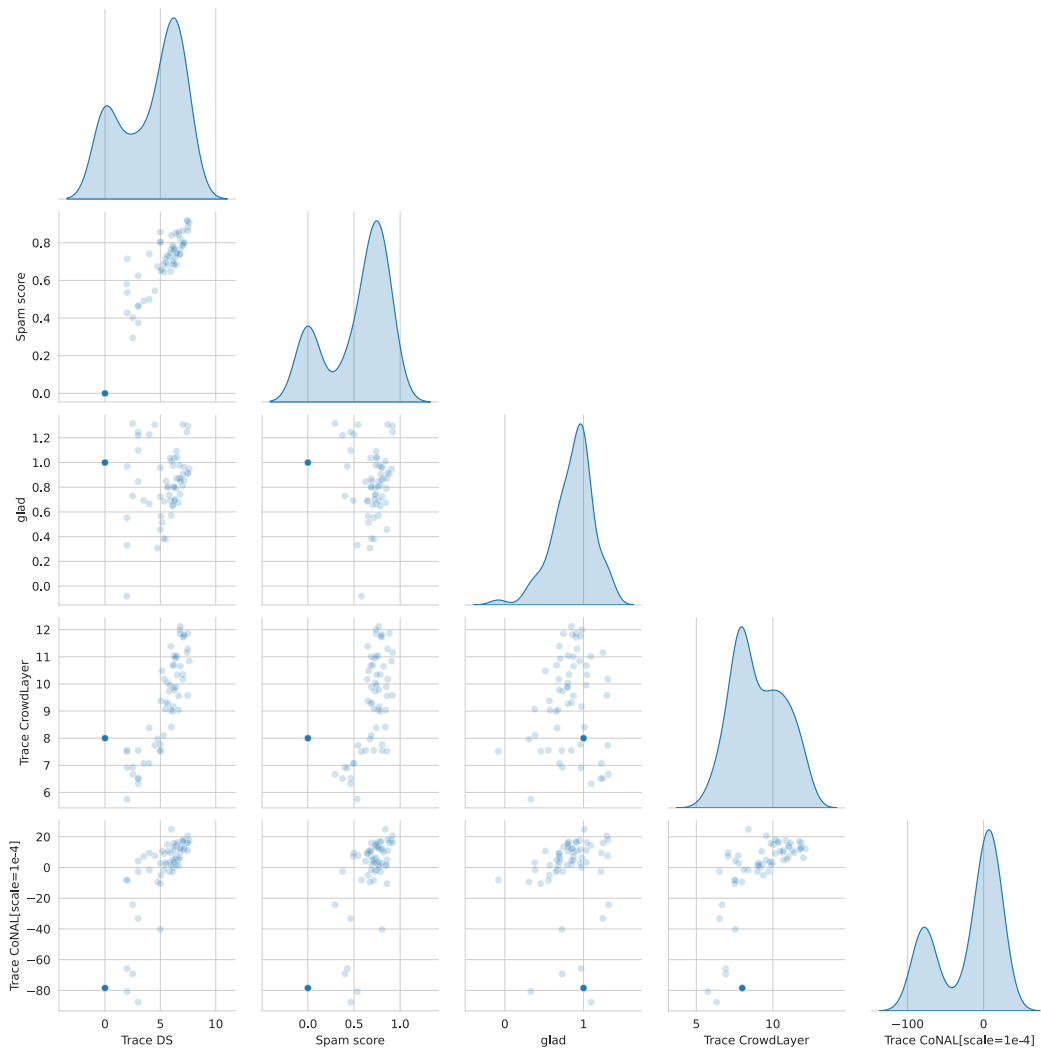 Spam score
0.8
0.6
0.4
0.2
0.0
glad
1.2
1.0
0.8
0.6
0.4
0.2
0.0
Trace CrowdLayer
12
11
10
9
8
7
6
Trace CoNAL[scale=1e-4]
20
0
−20
−40
−60
−80
0 5 10
Trace DS
0.0 0.5 1.0
Spam score
0 1
glad
5 10
Trace CrowdLayer
−100 0
Trace CoNAL[scale=1e-4]